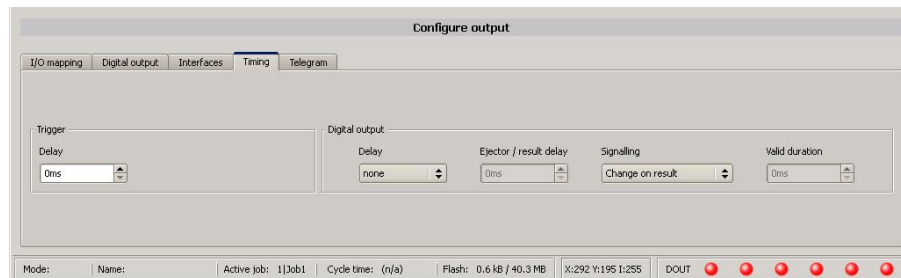 Configure output
I/O mapping Digital output Interfaces Timing Telegram
Trigger Digital output
Delay Delay Ejector / result delay Signalling Valid duration
0ms none 0ms Change on result 0ms
Mode: Name: Active job: 1|Job1 Cycle time: (n/a) Flash: 0.6 kB / 40.3 MB X:292 Y:195 I:255 DOUT